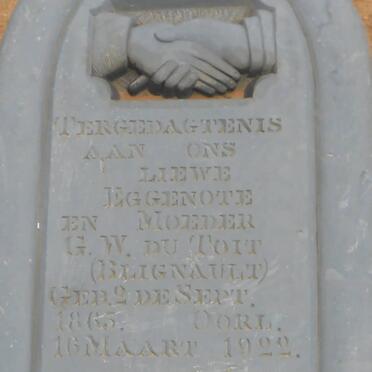 TERGEDAGTENIS
AAN ONS
LIEWE
EGGENOTE
EN MOEDER
G. W. DU TOIT
(BLIGNAULT)
GEB. 2 DE SEPT.
1865. OORL.
16 MAART 1922.